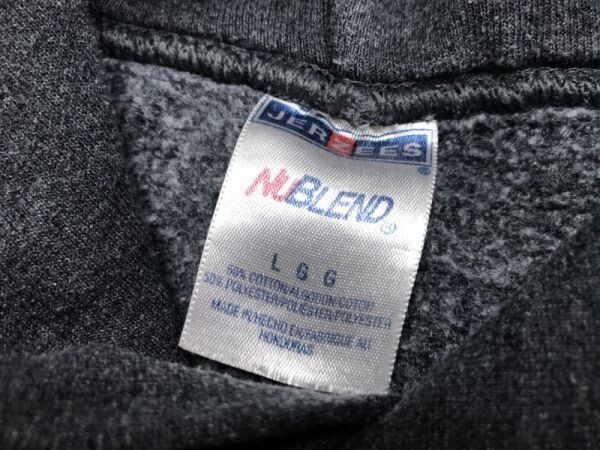 JERZEES ®
NUBLEND ®
L G G
50% COTTON/ALGODON/COTON
50% POLYESTER/POLIESTER/POLYESTER
MADE IN/HECHO EN/FABRIQUE AU
HONDURAS